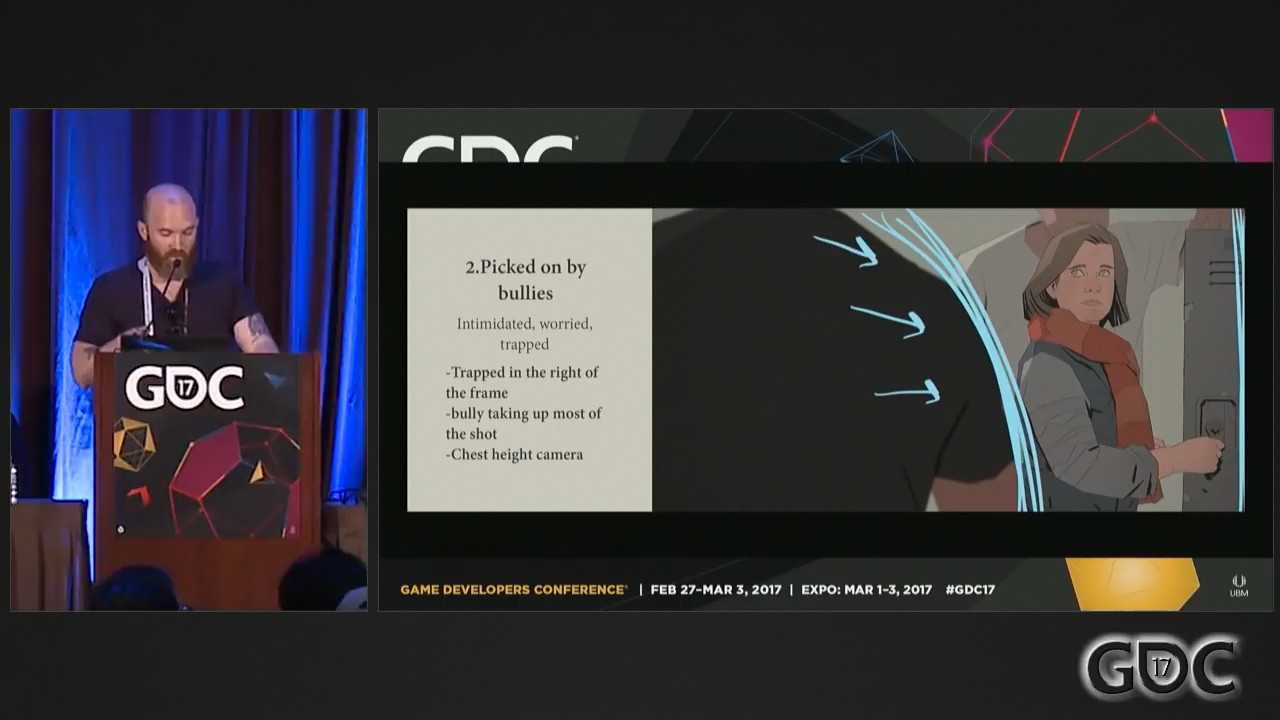 GDC
2.Picked on by
bullies
Intimidated, worried,
trapped
-Trapped in the right of
the frame
-bully taking up most of
the shot
-Chest height camera
GDC
17
GAME DEVELOPERS CONFERENCE® | FEB 27–MAR 3, 2017 | EXPO: MAR 1–3, 2017 #GDC17
UBM
GDC
17